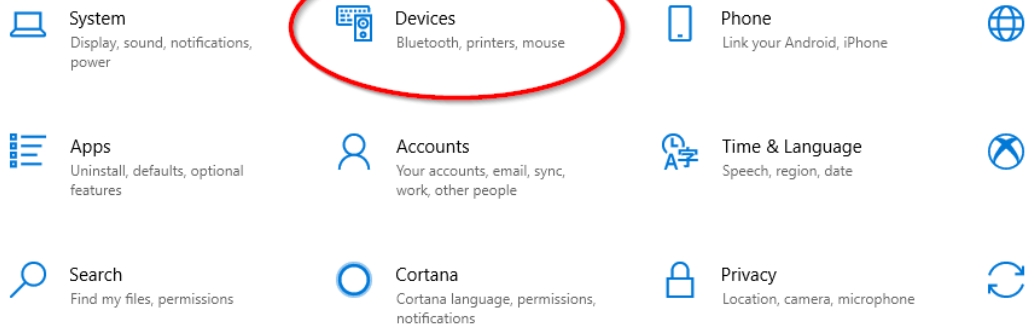 System
Devices
Phone
Display, sound, notifications,
power
Bluetooth, printers, mouse
Link your Android, iPhone
Apps
Accounts
Time & Language
Uninstall, defaults, optional
features
Your accounts, email, sync,
work, other people
Speech, region, date
Search
Cortana
Privacy
Find my files, permissions
Cortana language, permissions,
notifications
Location, camera, microphone